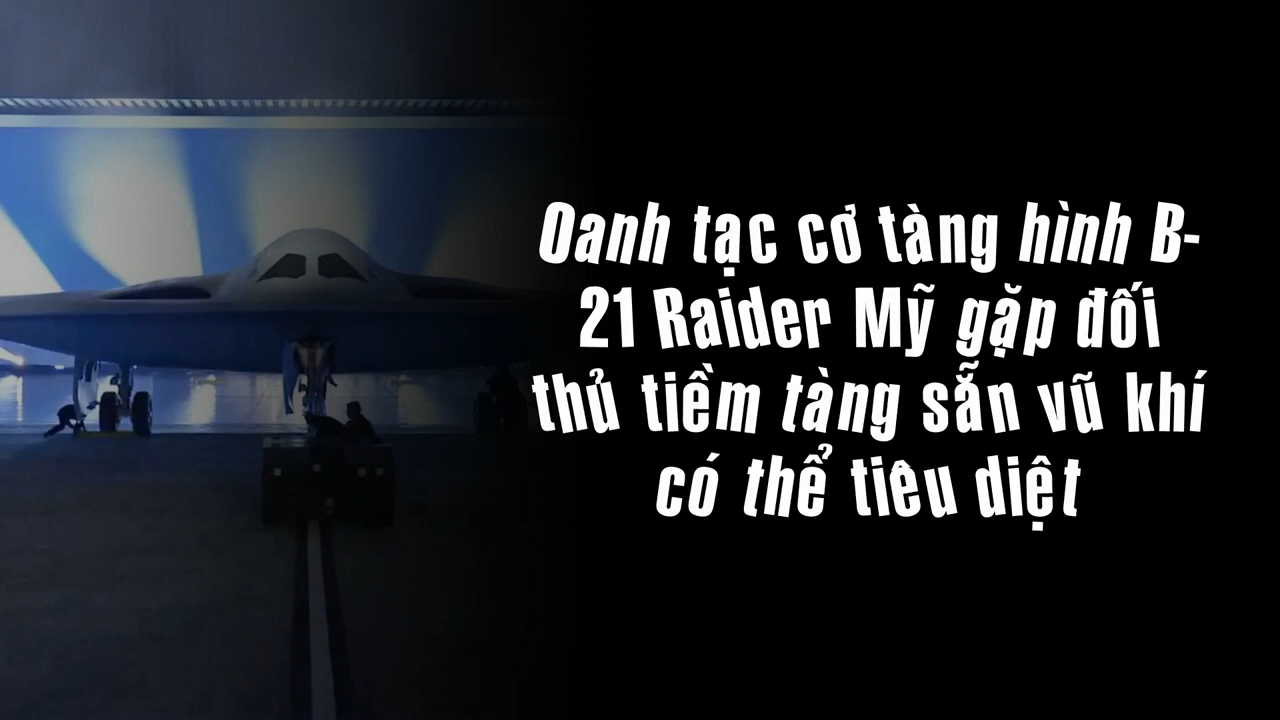 Oanh tạc cơ tàng hình B-
21 Raider Mỹ gặp đối
thủ tiềm tàng sẵn vũ khí
có thể tiêu diệt